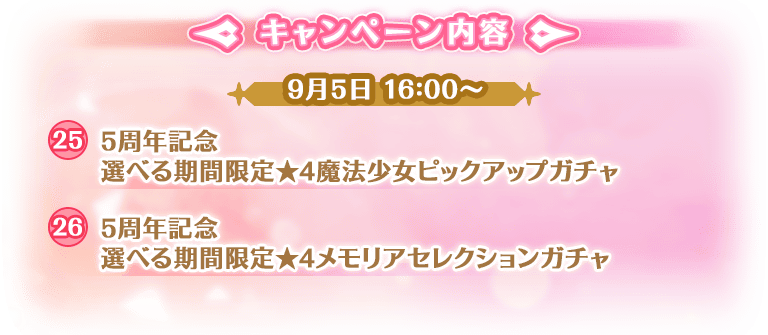 キャンペーン内容
9月5日 16:00〜
25 5周年記念
選べる期間限定★4魔法少女ピックアップガチャ
26 5周年記念
選べる期間限定★4メモリアセレクションガチャ